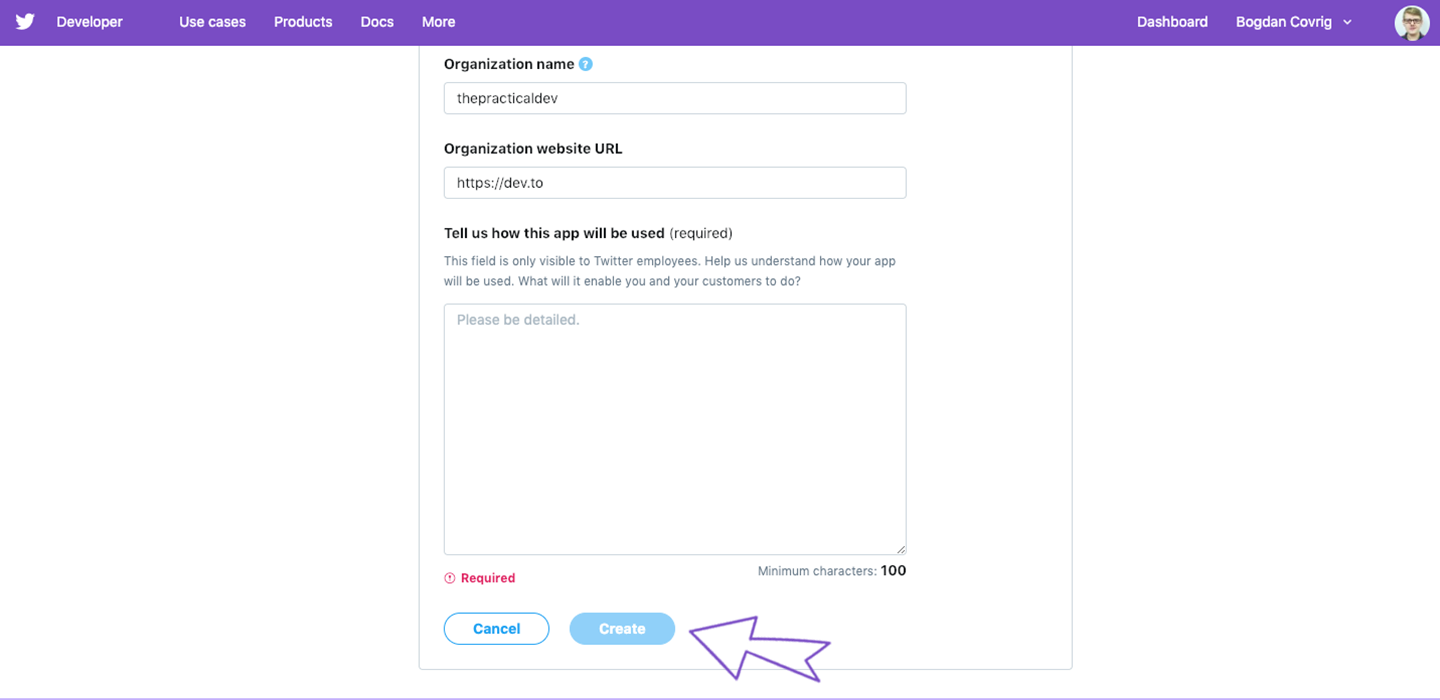 Developer Use cases Products Docs More Dashboard Bogdan Covrig
Organization name ?
thepracticaldev
Organization website URL
https://dev.to
Tell us how this app will be used (required)
This field is only visible to Twitter employees. Help us understand how your app
will be used. What will it enable you and your customers to do?
Please be detailed.
Minimum characters: 100
Required
Cancel Create